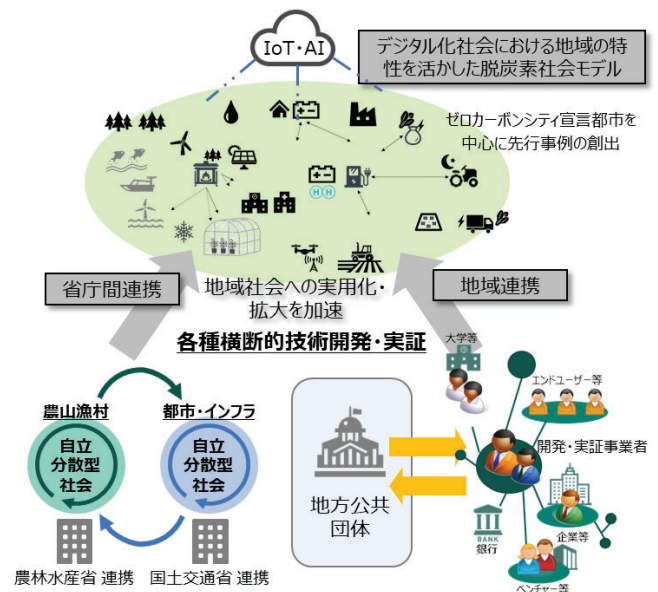 IoT・AI
デジタル化社会における地域の特
性を活かした脱炭素社会モデル
ゼロカーボンシティ宣言都市を
中心に先行事例の創出
H H
省庁間連携
地域社会への実用化・
拡大を加速
地域連携
各種横断的技術開発・実証
農山漁村
自立
分散型
社会
都市・インフラ
自立
分散型
社会
農林水産省 連携
国土交通省 連携
地方公共
団体
大学等
エンドユーザー等
開発・実証事業者
BANK
銀行
企業等
ベンチャー等